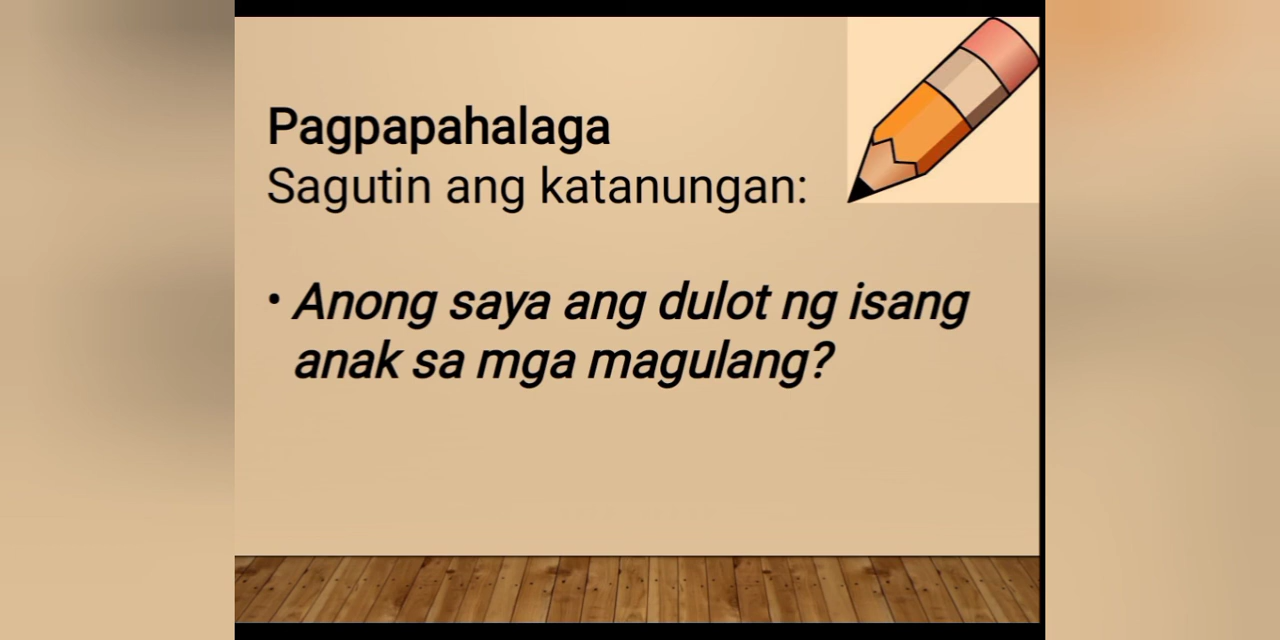 Pagpapahalaga
Sagutin ang katanungan:
• Anong saya ang dulot ng isang
anak sa mga magulang?